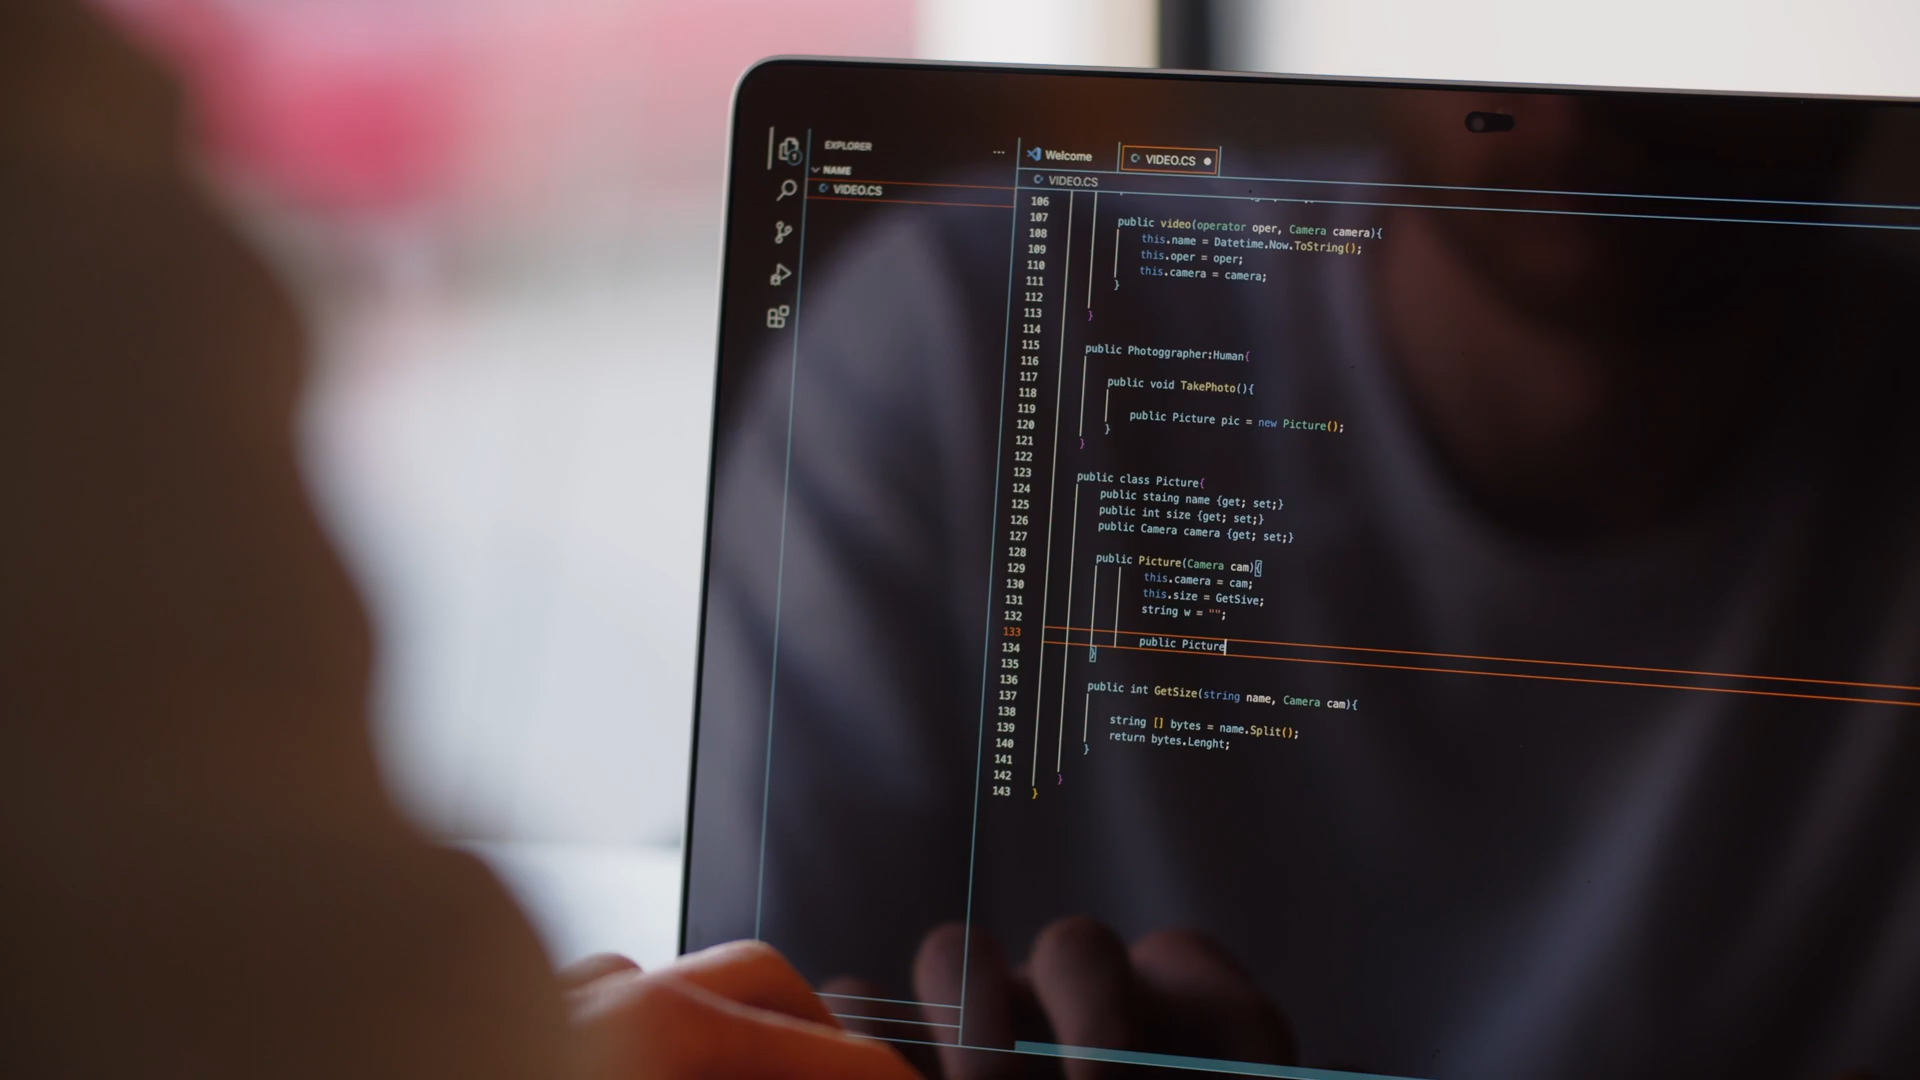 EXPLORER ...
NAME
VIDEO.CS
Welcome
VIDEO.CS
VIDEO.CS
106
107 public video(operator oper, Camera camera){
108 this.name = Datetime.Now.ToString();
109 this.oper = oper;
110 this.camera = camera;
111 }
112
113 }
114
115 public Photoggrapher:Human{
116
117 public void TakePhoto(){
118
119 public Picture pic = new Picture();
120 }
121 }
122
123 public class Picture{
124 public staing name {get; set;}
125 public int size {get; set;}
126 public Camera camera {get; set;}
127
128 public Picture(Camera cam){
129 this.camera = cam;
130 this.size = GetSive;
131 string w = "";
132
133 public Picture
134 }
135
136 public int GetSize(string name, Camera cam){
137
138 string [] bytes = name.Split();
139 return bytes.Lenght;
140 }
141
142 }
143 }